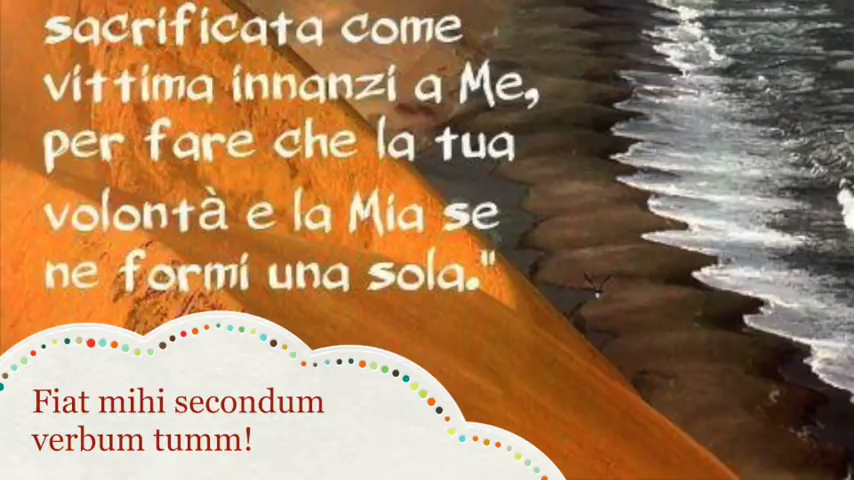 sacrificata come
vittima innanzi a Me,
per fare che la tua
volontà e la Mia se
ne formi una sola."
Fiat mihi secondum
verbum tumm!